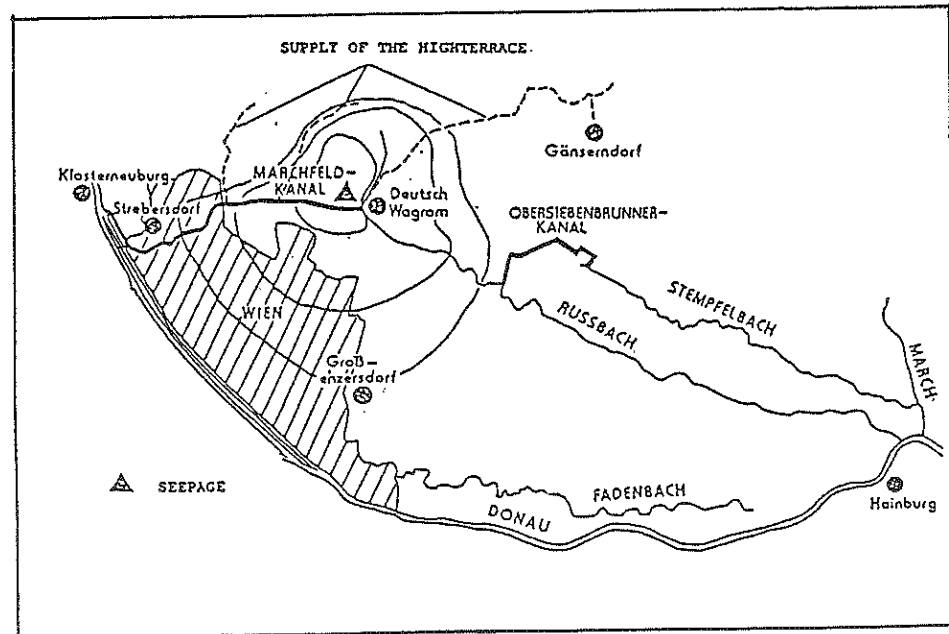 SUPPLY OF THE HIGHTERRACE.
Gänserndorf
Klosterneuburg
MARCHFELD-
KANAL
Strebersdorf
Deutsch
Wagram
OBERSIEBENBRUNNER-
KANAL
STEMPFELBACH
RUSSBACH
MARCH
WIEN
Groß-
enzersdorf
SEEPAGE
FADENBACH
DONAU
Hainburg